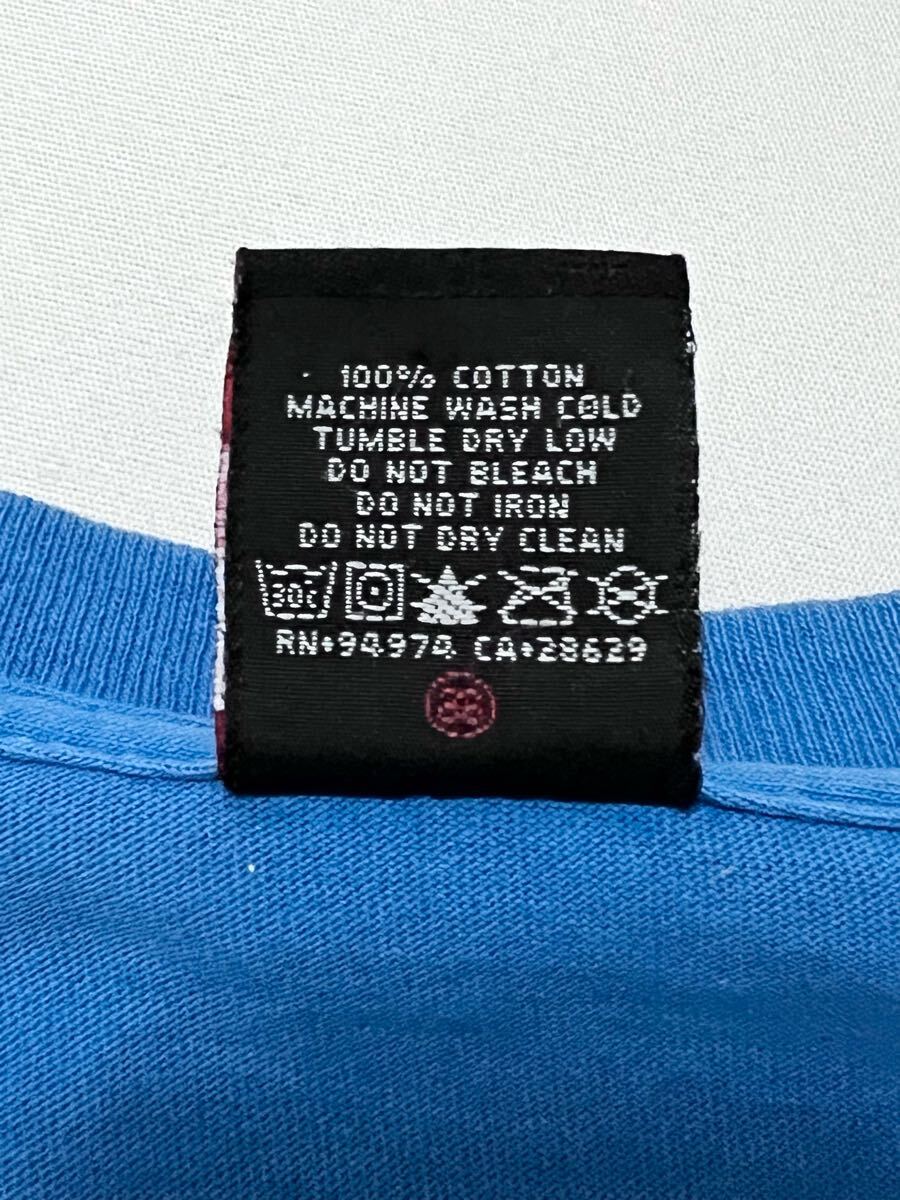 100% COTTON
MACHINE WASH COLD
TUMBLE DRY LOW
DO NOT BLEACH
DO NOT IRON
DO NOT DRY CLEAN
30c
RN+94974 CA+28629